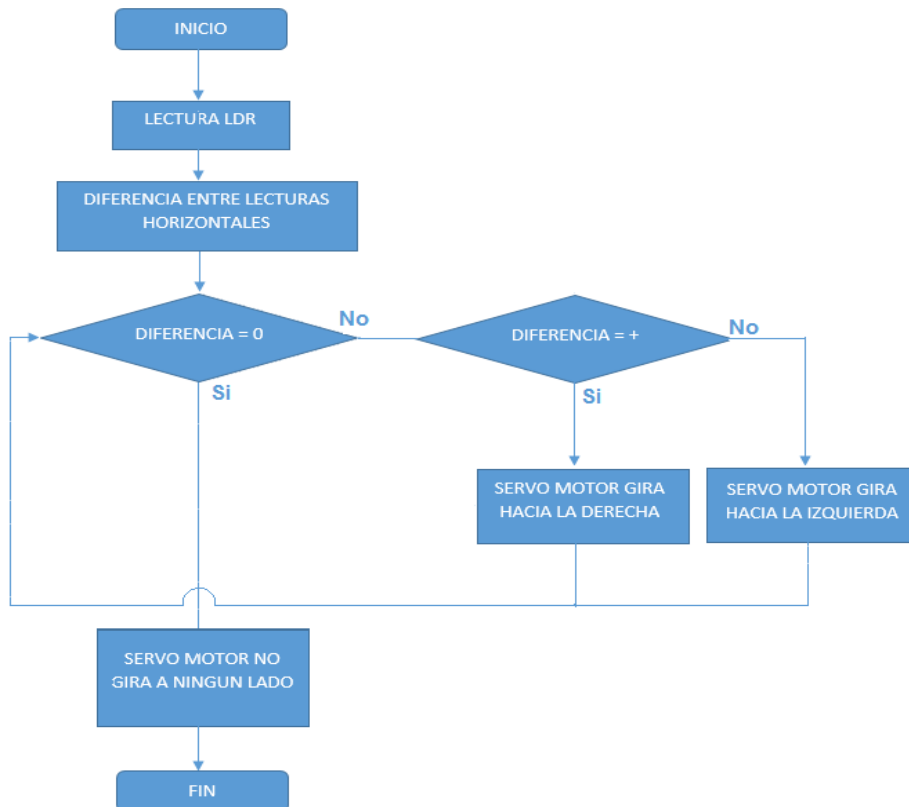 INICIO
LECTURA LDR
DIFERENCIA ENTRE LECTURAS
HORIZONTALES
DIFERENCIA = 0
No
DIFERENCIA = +
No
Si
Si
SERVO MOTOR GIRA
HACIA LA DERECHA
SERVO MOTOR GIRA
HACIA LA IZQUIERDA
SERVO MOTOR NO
GIRA A NINGUN LADO
FIN